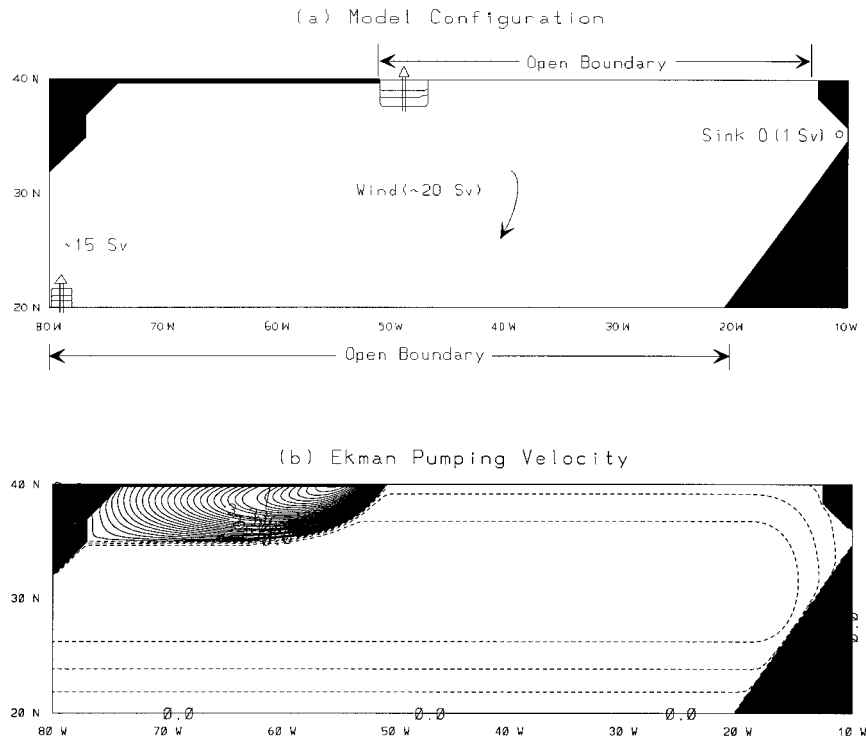 (a) Model Configuration
Open Boundary
40 N
Sink O (1 Sv)
30 N
Wind(~20 Sv)
~15 Sv
20 N
80 W 70 W 60 W 50 W 40 W 30 W 20 W 10 W
Open Boundary
(b) Ekman Pumping Velocity
40 N
30 N
0.0
20 N
0.0 0.0 0.0
80 W 70 W 60 W 50 W 40 W 30 W 20 W 10 W